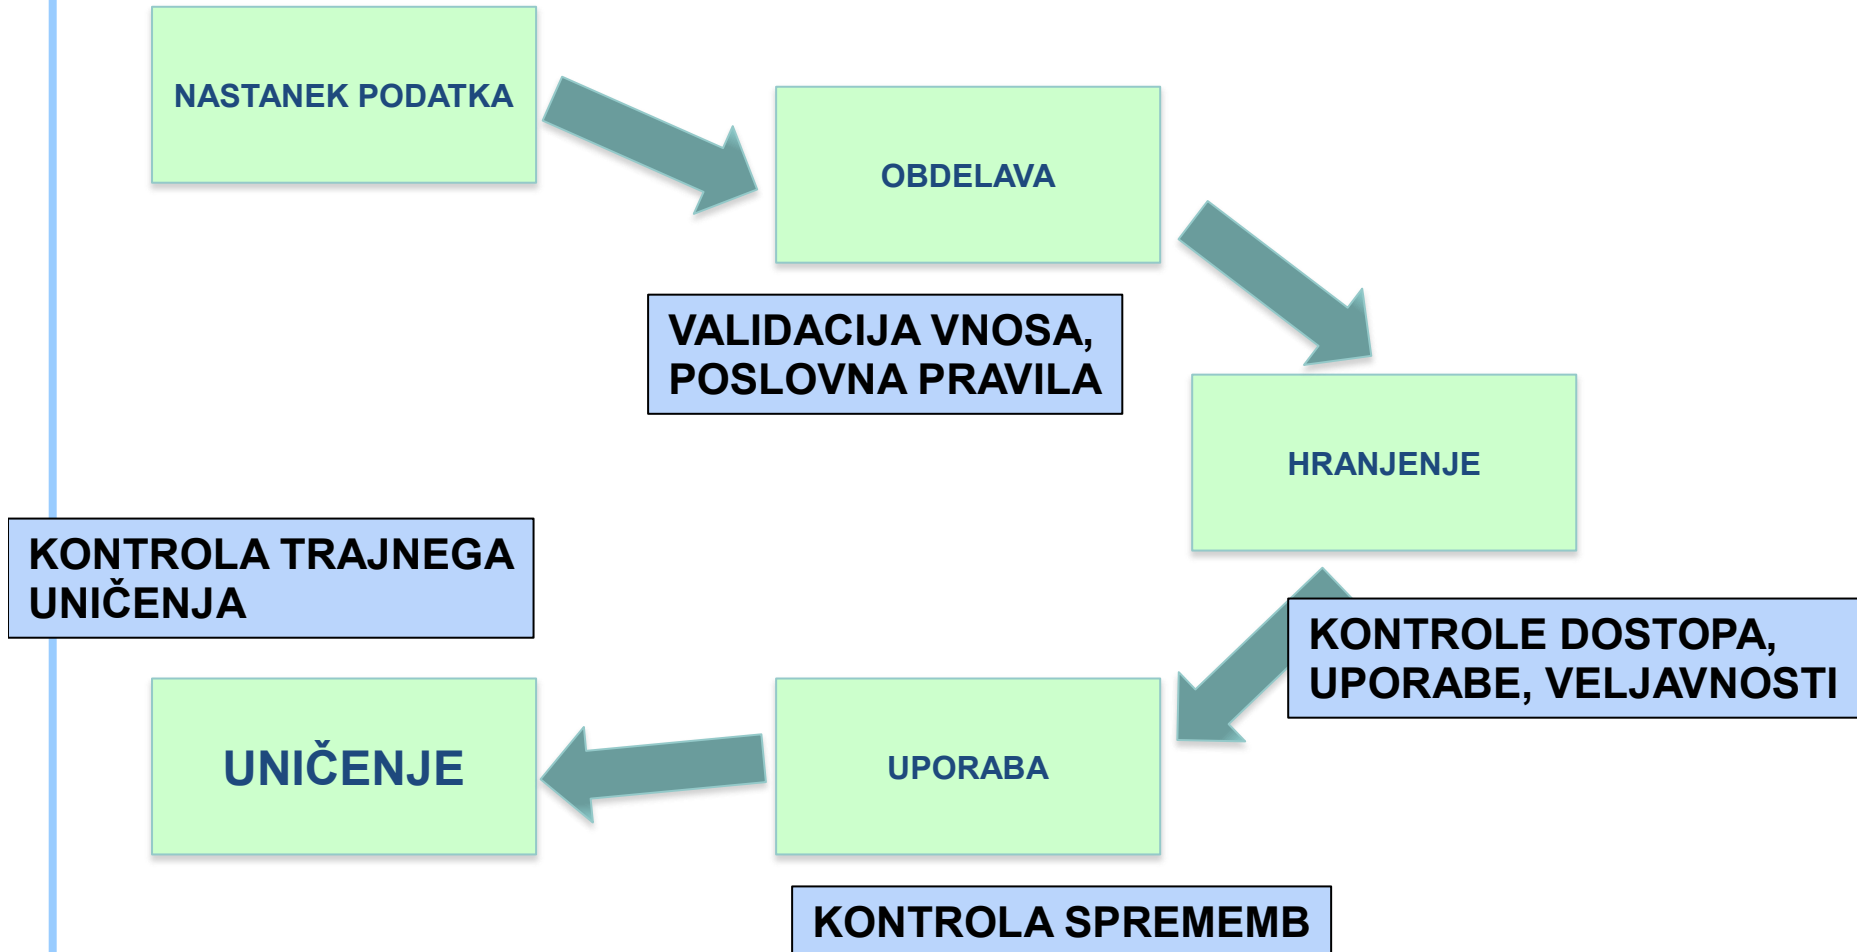 NASTANEK PODATKA
OBDELAVA
VALIDACIJA VNOSA,
POSLOVNA PRAVILA
HRANJENJE
KONTROLE DOSTOPA,
UPORABE, VELJAVNOSTI
UPORABA
KONTROLA SPREMEMB
KONTROLA TRAJNEGA
UNIČENJA
UNIČENJE